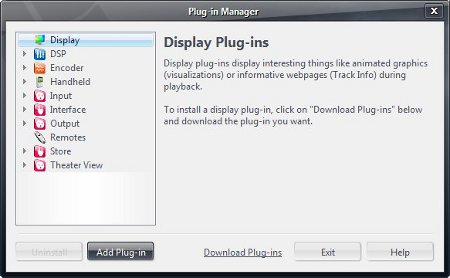 Plug-in Manager
Display
DSP
Encoder
Handheld
Input
Interface
Output
Remotes
Store
Theater View
Display Plug-ins
Display plug-ins display interesting things like animated graphics
(visualizations) or informative webpages (Track Info) during
playback.
To install a display plug-in, click on "Download Plug-ins" below
and download the plug-in you want.
Uninstall
Add Plug-in
Download Plug-ins
Exit
Help